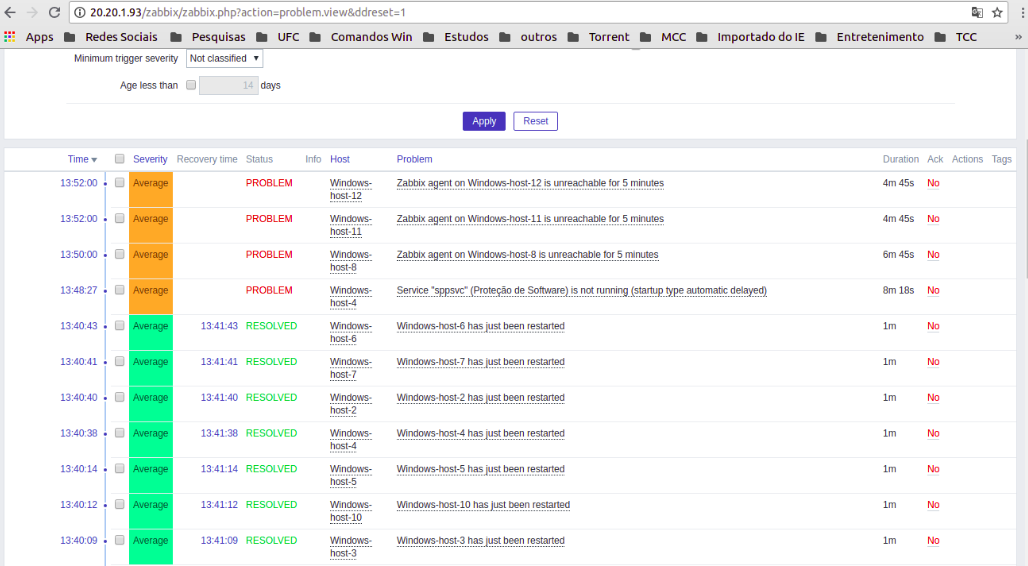 20.20.1.93/zabbix/zabbix.php?action=problem.view&ddreset=1
Apps Redes Sociais Pesquisas UFC Comandos Win Estudos outros Torrent MCC Importado do IE Entretenimento TCC »
Minimum trigger severity Not classified
Age less than 14 days
Apply Reset
Time Severity Recovery time Status Info Host Problem Duration Ack Actions Tags
13:52:00 Average PROBLEM Windows- Zabbix agent on Windows-host-12 is unreachable for 5 minutes 4m 45s No
host-12
13:52:00 Average PROBLEM Windows- Zabbix agent on Windows-host-11 is unreachable for 5 minutes 4m 45s No
host-11
13:50:00 Average PROBLEM Windows- Zabbix agent on Windows-host-8 is unreachable for 5 minutes 6m 45s No
host-8
13:48:27 Average PROBLEM Windows- Service "sppsvc" (Proteção de Software) is not running (startup type automatic delayed) 8m 18s No
host-4
13:40:43 Average 13:41:43 RESOLVED Windows- Windows-host-6 has just been restarted 1m No
host-6
13:40:41 Average 13:41:41 RESOLVED Windows- Windows-host-7 has just been restarted 1m No
host-7
13:40:40 Average 13:41:40 RESOLVED Windows- Windows-host-2 has just been restarted 1m No
host-2
13:40:38 Average 13:41:38 RESOLVED Windows- Windows-host-4 has just been restarted 1m No
host-4
13:40:14 Average 13:41:14 RESOLVED Windows- Windows-host-5 has just been restarted 1m No
host-5
13:40:12 Average 13:41:12 RESOLVED Windows- Windows-host-10 has just been restarted 1m No
host-10
13:40:09 Average 13:41:09 RESOLVED Windows- Windows-host-3 has just been restarted 1m No
host-3